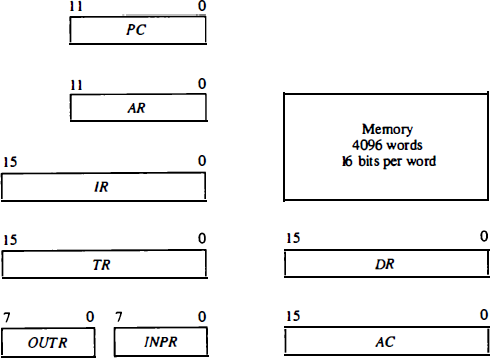 11 0
PC
11 0
AR
Memory
4096 words
16 bits per word
15 0
IR
15 0
TR
15 0
DR
7 0 7 0
OUTR INPR
15 0
AC